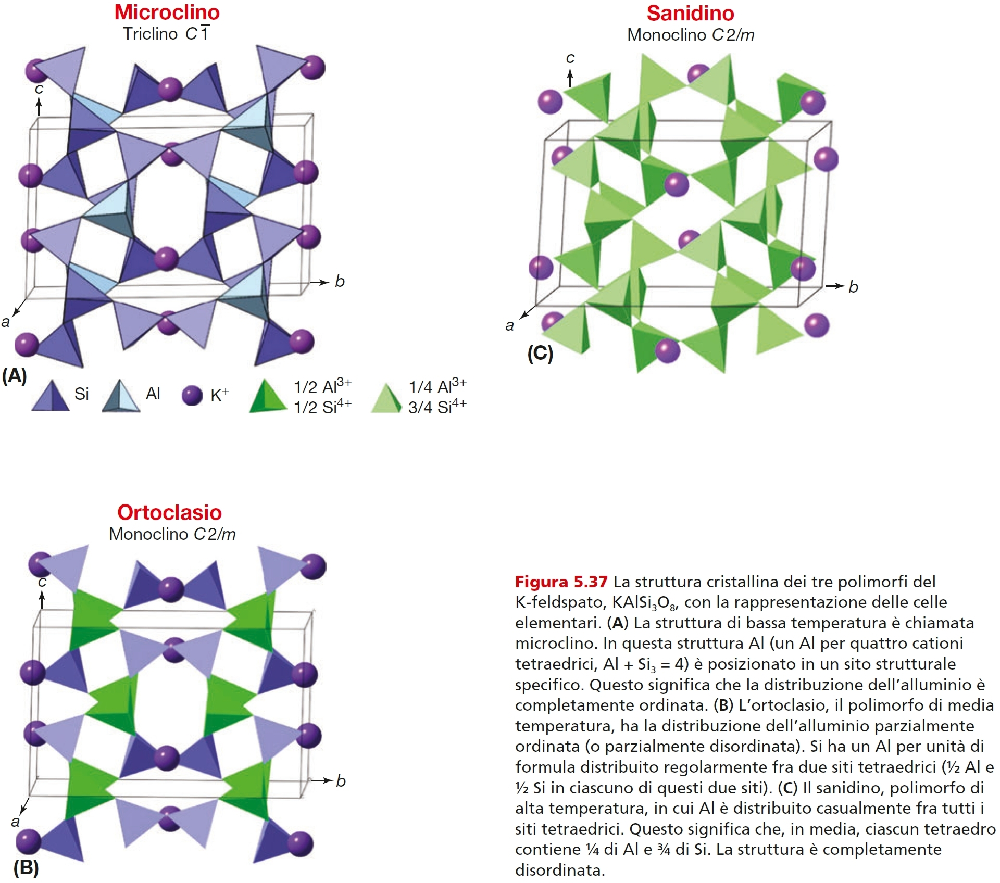 Microclino
Triclino C1̅
c
b
a
(A)
Sanidino
Monoclino C2/m
c
b
a
(C)
Si
Al
K⁺
1/2 Al³⁺
1/2 Si⁴⁺
1/4 Al³⁺
3/4 Si⁴⁺
Ortoclasio
Monoclino C2/m
c
b
a
(B)
Figura 5.37 La struttura cristallina dei tre polimorfi del
K-feldspato, KAlSi₃O₈, con la rappresentazione delle celle
elementari. (A) La struttura di bassa temperatura è chiamata
microclino. In questa struttura Al (un Al per quattro cationi
tetraedrici, Al + Si₃ = 4) è posizionato in un sito strutturale
specifico. Questo significa che la distribuzione dell’alluminio è
completamente ordinata. (B) L’ortoclasio, il polimorfo di media
temperatura, ha la distribuzione dell’alluminio parzialmente
ordinata (o parzialmente disordinata). Si ha un Al per unità di
formula distribuito regolarmente fra due siti tetraedrici (½ Al e
½ Si in ciascuno di questi due siti). (C) Il sanidino, polimorfo di
alta temperatura, in cui Al è distribuito casualmente fra tutti i
siti tetraedrici. Questo significa che, in media, ciascun tetraedro
contiene ¼ di Al e ¾ di Si. La struttura è completamente
disordinata.